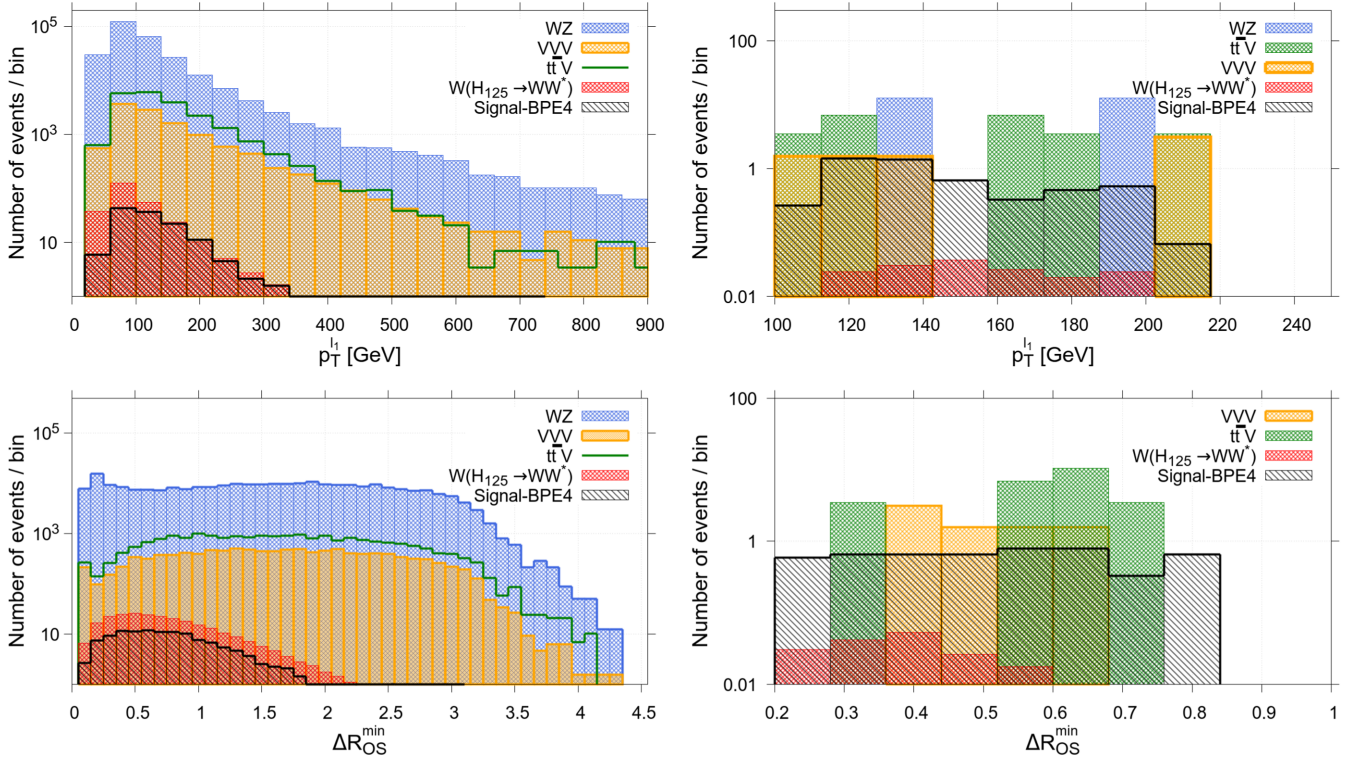 Number of events / bin
10^5
10^3
10
WZ
VVV
tt̄ V
W(H_125 →WW*)
Signal-BPE4
0 100 200 300 400 500 600 700 800 900
p_T^l_1 [GeV]
Number of events / bin
100
1
0.01
WZ
tt̄ V
VVV
W(H_125 →WW*)
Signal-BPE4
100 120 140 160 180 200 220 240
p_T^l_1 [GeV]
Number of events / bin
10^5
10^3
10
WZ
VVV
tt̄ V
W(H_125 →WW*)
Signal-BPE4
0 0.5 1 1.5 2 2.5 3 3.5 4 4.5
ΔR_OS^min
Number of events / bin
100
1
0.01
VVV
tt̄ V
W(H_125 →WW*)
Signal-BPE4
0.2 0.3 0.4 0.5 0.6 0.7 0.8 0.9 1
ΔR_OS^min